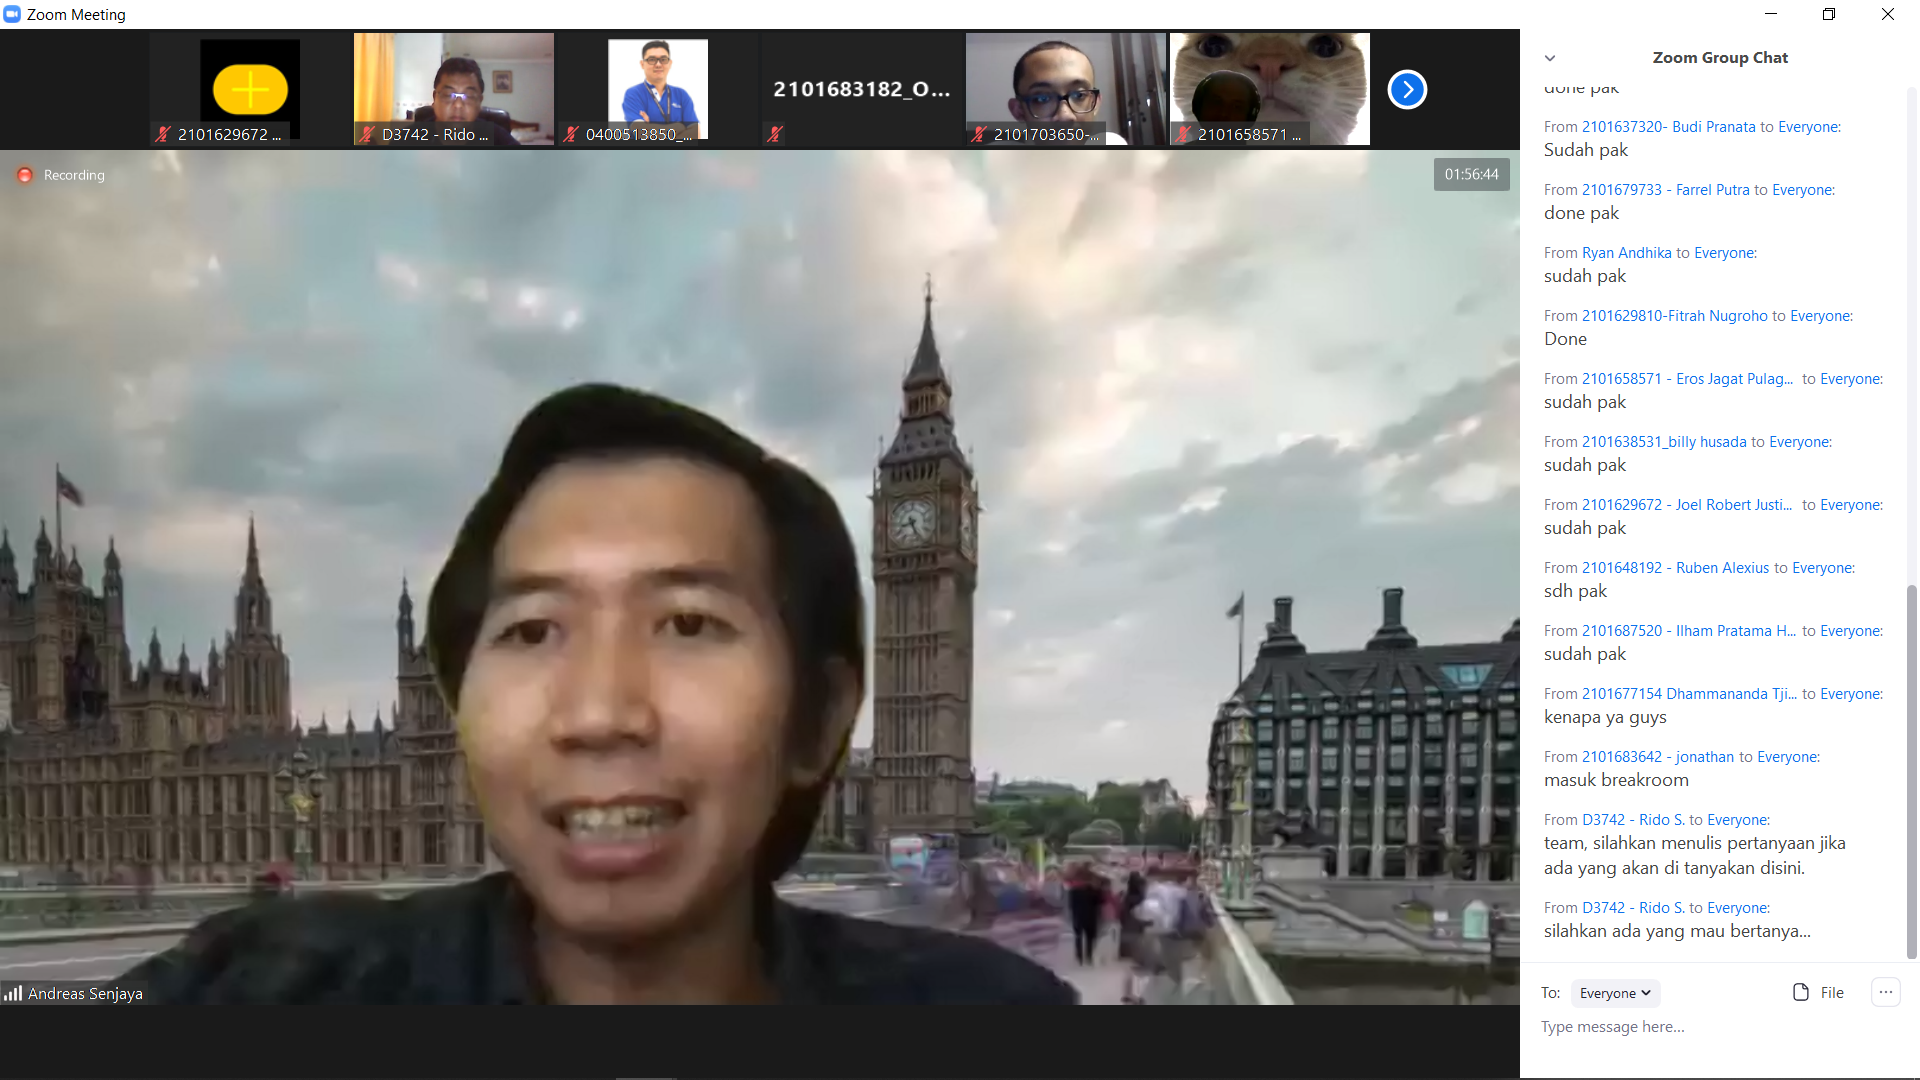 Zoom Meeting
2101629672 ...
D3742 - Rido ...
0400513850_...
2101683182_O...
2101703650-...
2101658571 ...
Recording
01:56:44
Andreas Senjaya
Zoom Group Chat
done pak
From 2101637320- Budi Pranata to Everyone:
Sudah pak
From 2101679733 - Farrel Putra to Everyone:
done pak
From Ryan Andhika to Everyone:
sudah pak
From 2101629810-Fitrah Nugroho to Everyone:
Done
From 2101658571 - Eros Jagat Pulag... to Everyone:
sudah pak
From 2101638531_billy husada to Everyone:
sudah pak
From 2101629672 - Joel Robert Justi... to Everyone:
sudah pak
From 2101648192 - Ruben Alexius to Everyone:
sdh pak
From 2101687520 - Ilham Pratama H... to Everyone:
sudah pak
From 2101677154 Dhammananda Tji... to Everyone:
kenapa ya guys
From 2101683642 - jonathan to Everyone:
masuk breakroom
From D3742 - Rido S. to Everyone:
team, silahkan menulis pertanyaan jika
ada yang akan di tanyakan disini.
From D3742 - Rido S. to Everyone:
silahkan ada yang mau bertanya...
To: Everyone
File
Type message here...